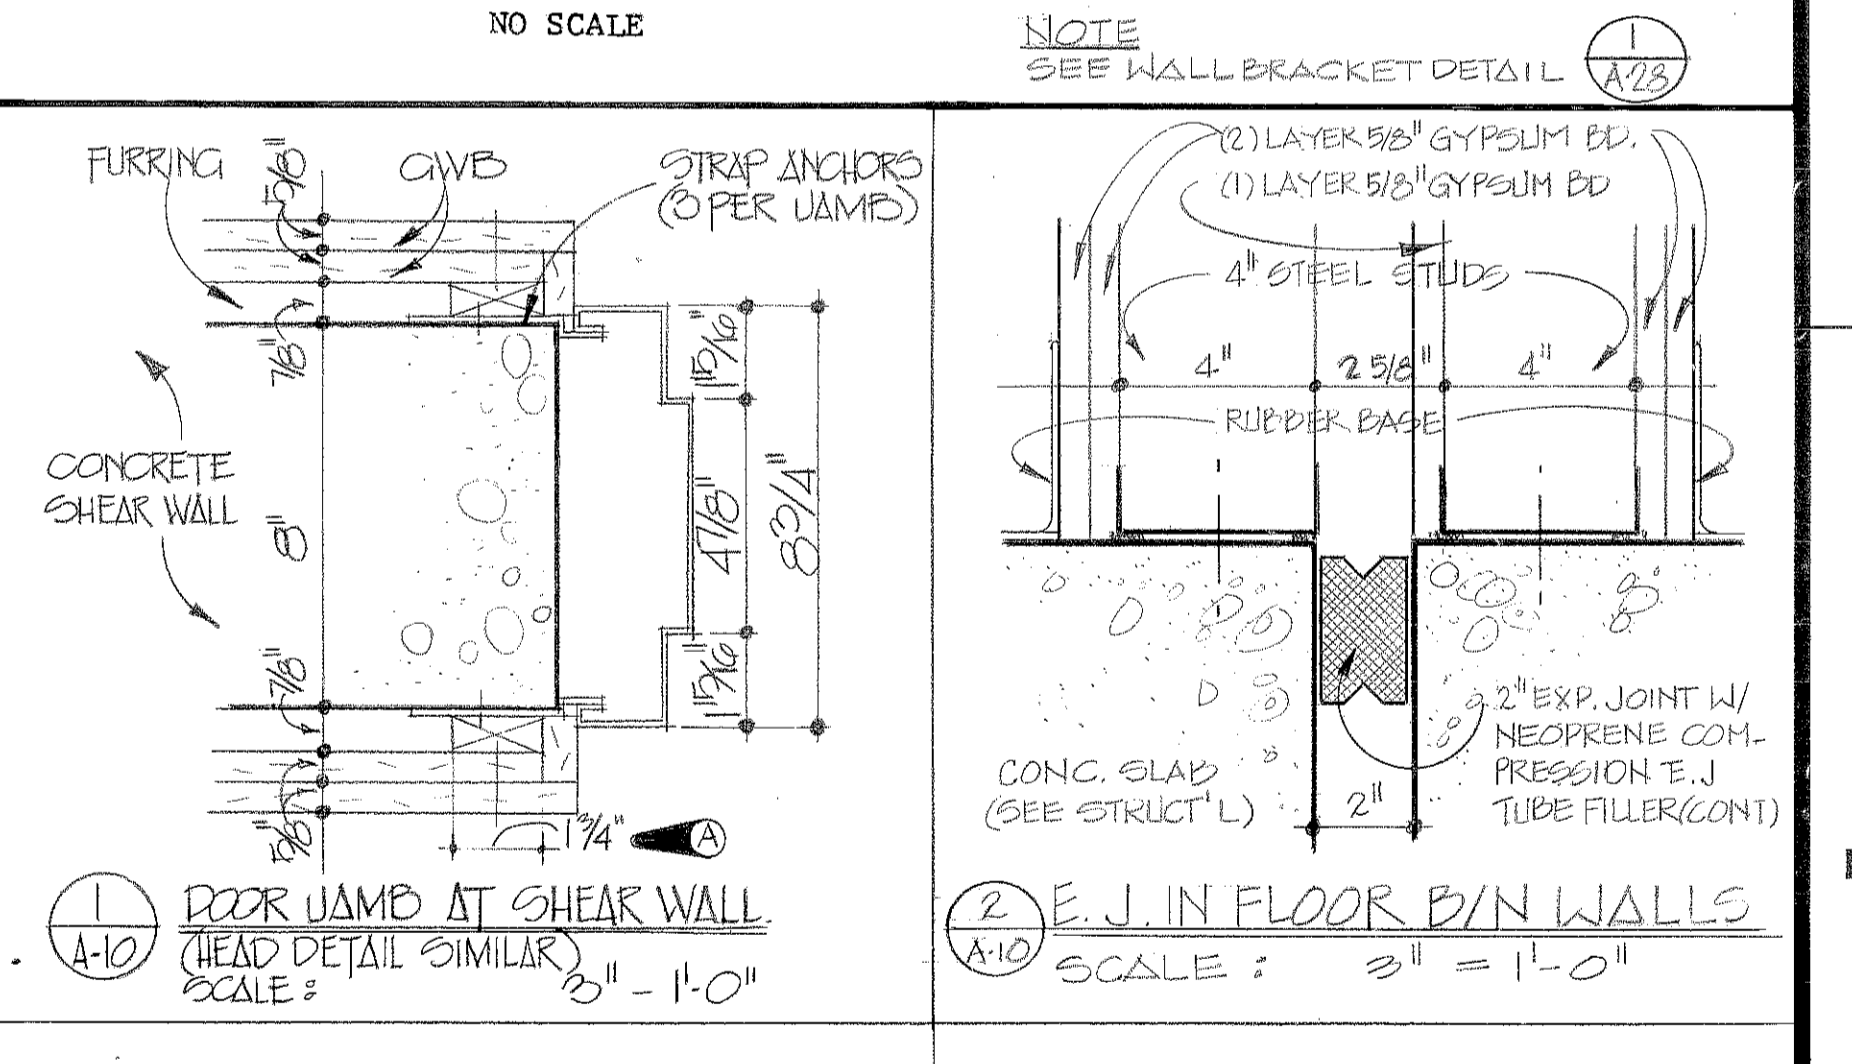 NO SCALE
NOTE
SEE WALL BRACKET DETAIL
1
A-23
FURRING
GWB
STRAP ANCHORS
(3 PER JAMB)
5/8"
7/8"
1 15/16"
CONCRETE
SHEAR WALL
8"
4 7/8"
8 3/4"
7/8"
1 15/16"
5/8"
1 3/4"
A
1
A-10
DOOR JAMB AT SHEAR WALL.
(HEAD DETAIL SIMILAR)
SCALE: 3" - 1'-0"
(2) LAYER 5/8" GYPSUM BD.
(1) LAYER 5/8" GYPSUM BD
4" STEEL STUDS
4" 2 5/8" 4"
RUBBER BASE
2" EXP. JOINT W/
NEOPRENE COM-
PRESSION E.J
TUBE FILLER (CONT)
CONC. SLAB
(SEE STRUCT'L)
2"
2
A-10
E. J. IN FLOOR B/N WALLS
SCALE: 3" = 1'-0"